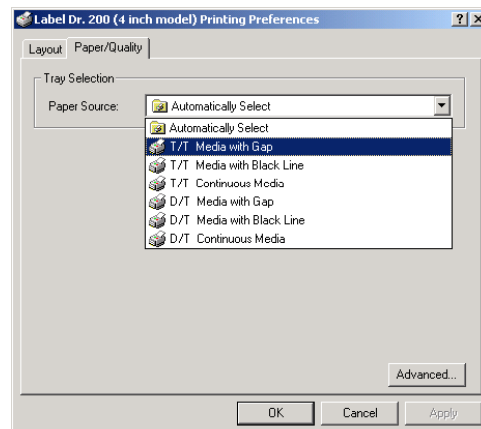 Label Dr. 200 (4 inch model) Printing Preferences ? X
Layout Paper/Quality
Tray Selection
Paper Source: Automatically Select
Automatically Select
T/T Media with Gap
T/T Media with Black Line
T/T Continuous Media
D/T Media with Gap
D/T Media with Black Line
D/T Continuous Media
Advanced...
OK Cancel Apply